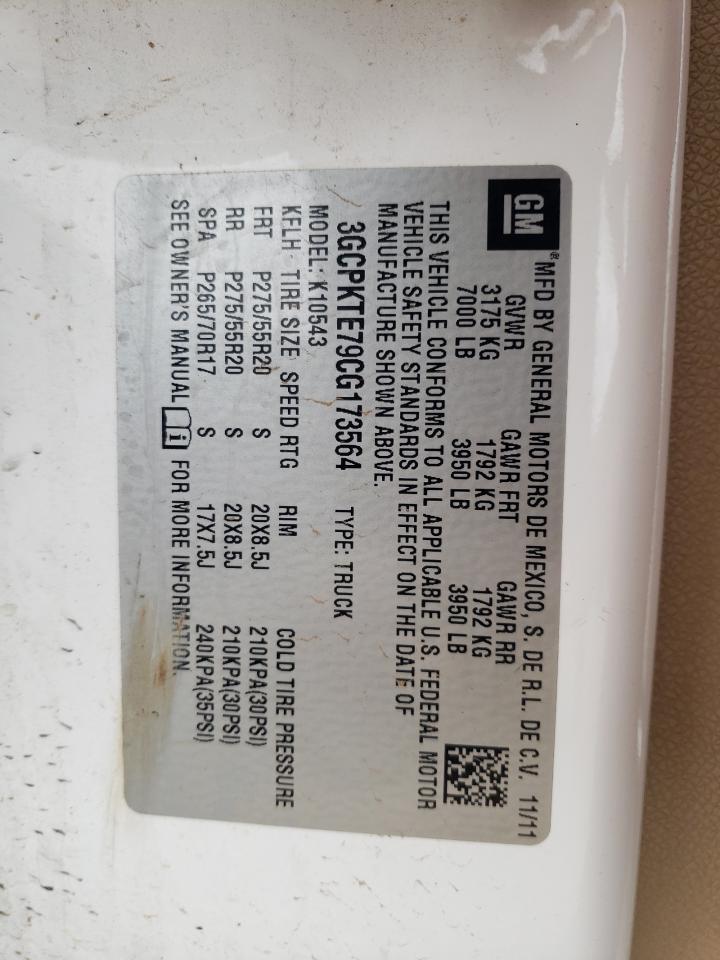 GM
® MFD BY GENERAL MOTORS DE MEXICO, S. DE R.L. DE C.V. 11/11
GVWR GAWR FRT GAWR RR
3175 KG 1792 KG 1792 KG
7000 LB 3950 LB 3950 LB
THIS VEHICLE CONFORMS TO ALL APPLICABLE U.S. FEDERAL MOTOR
VEHICLE SAFETY STANDARDS IN EFFECT ON THE DATE OF
MANUFACTURE SHOWN ABOVE.
3GCPKTE79CG173564 TYPE: TRUCK
MODEL: K10543
KFLH TIRE SIZE SPEED RTG RIM COLD TIRE PRESSURE
FRT P275/55R20 S 20X8.5J 210KPA(30PSI)
RR P275/55R20 S 20X8.5J 210KPA(30PSI)
SPA P265/70R17 S 17X7.5J 240KPA(35PSI)
SEE OWNER'S MANUAL i FOR MORE INFORMATION.